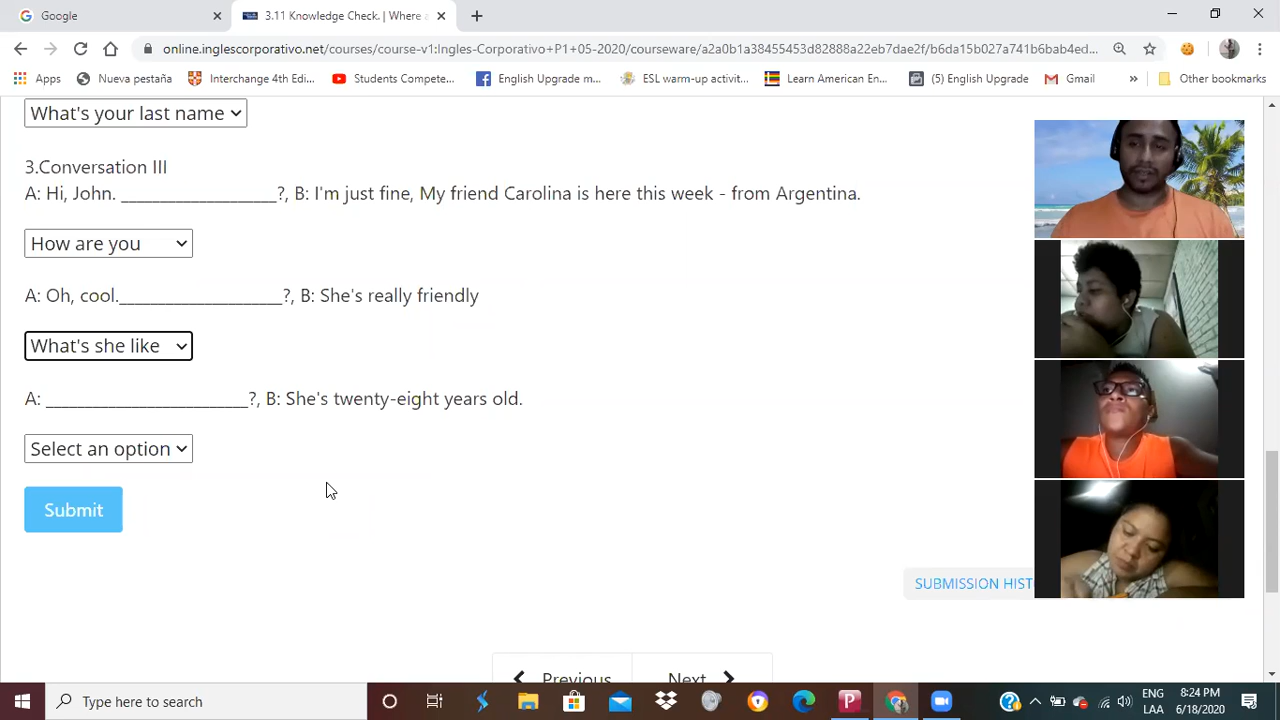 Google
3.11 Knowledge Check. | Where a
online.inglescorporativo.net/courses/course-v1:Ingles-Corporativo+P1+05-2020/courseware/a2a0b1a38455453d82888a22eb7dae2f/b6da15b027a741b6bab4ed...
Apps Nueva pestaña Interchange 4th Edi... Students Compete... English Upgrade m... ESL warm-up activit... Learn American En... (5) English Upgrade Gmail » Other bookmarks
What's your last name
3.Conversation III
A: Hi, John. _________________?, B: I'm just fine, My friend Carolina is here this week - from Argentina.
How are you
A: Oh, cool.__________________?, B: She's really friendly
What's she like
A: ______________________?, B: She's twenty-eight years old.
Select an option
Submit
SUBMISSION HIST
Previous Next
Type here to search
ENG 8:24 PM
LAA 6/18/2020